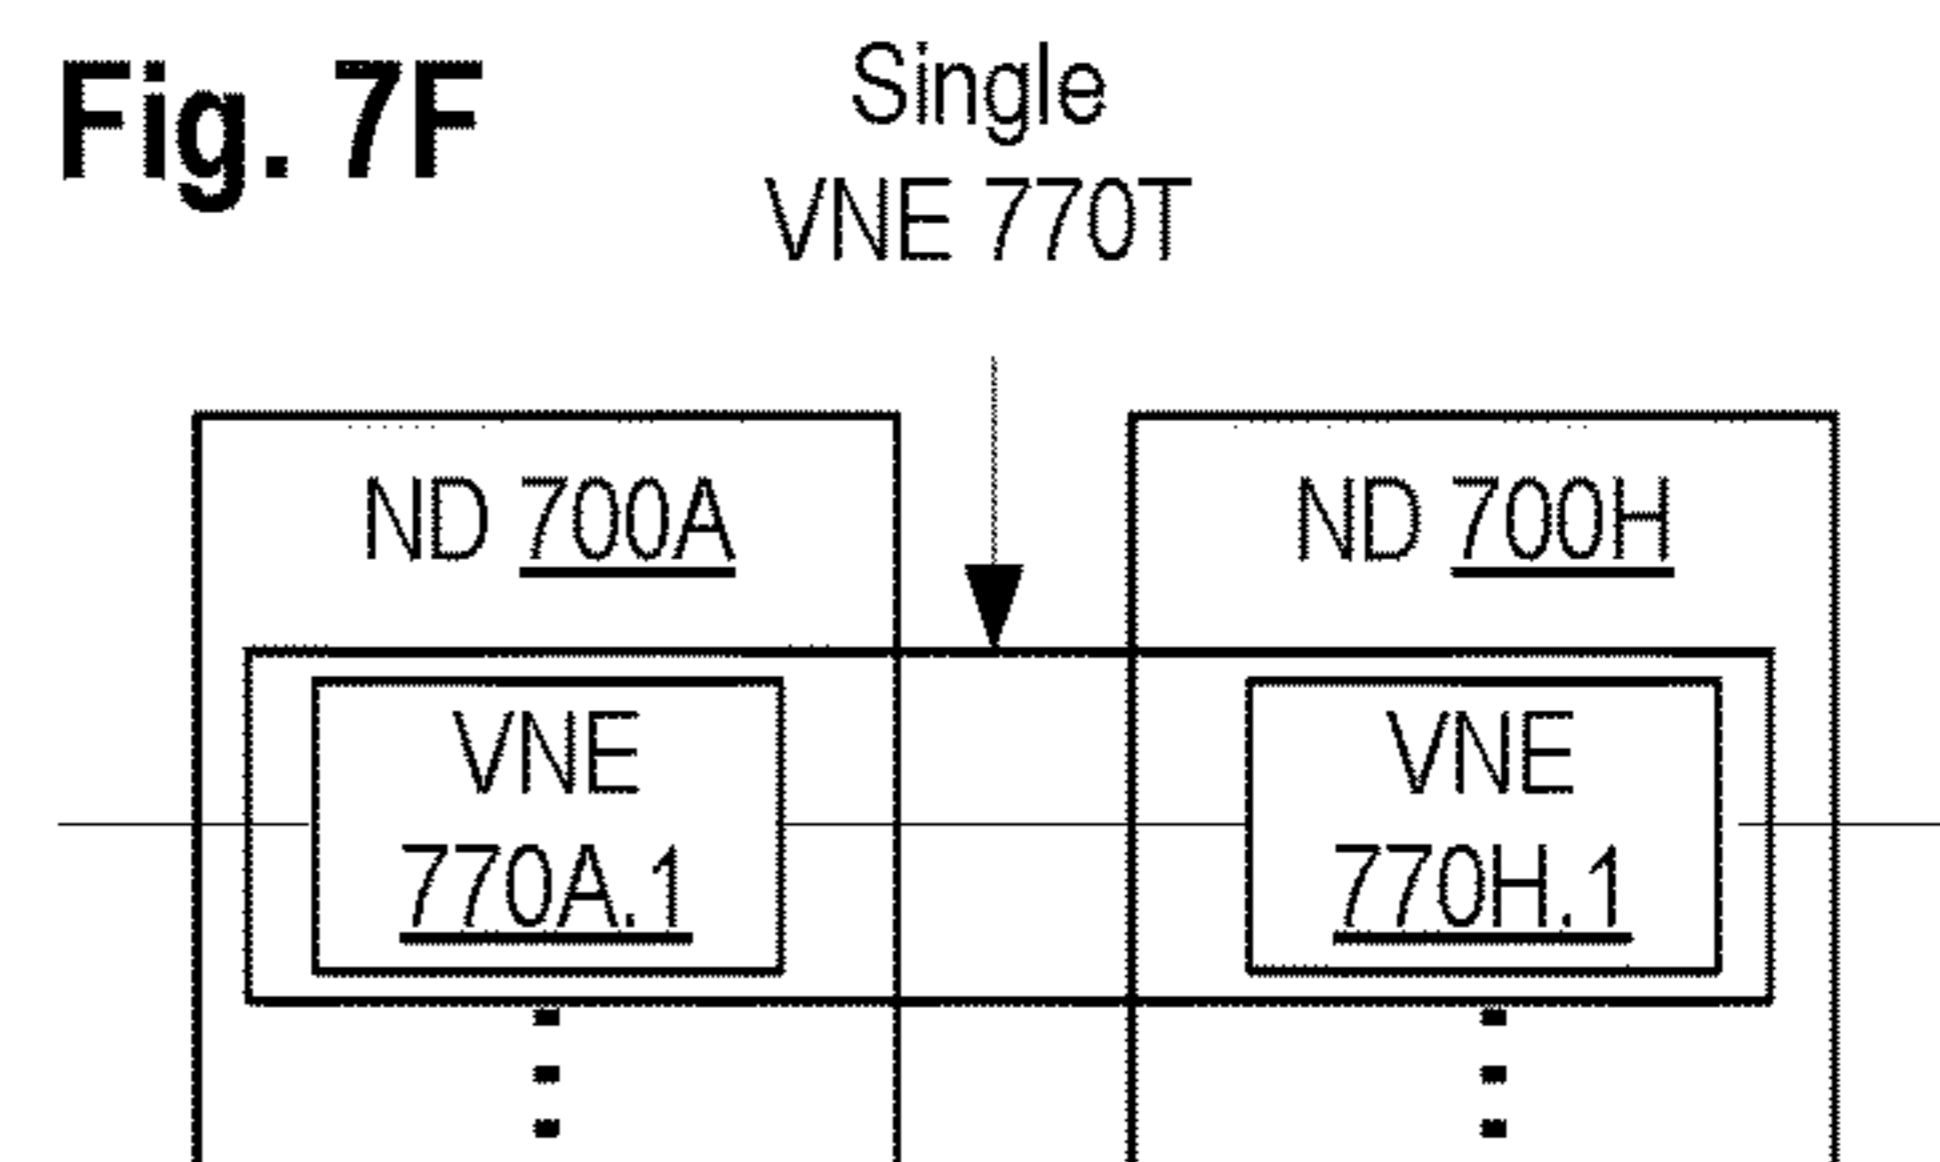 Fig. 7F
Single
VNE 770T
ND 700A
ND 700H
VNE
770A.1
VNE
770H.1